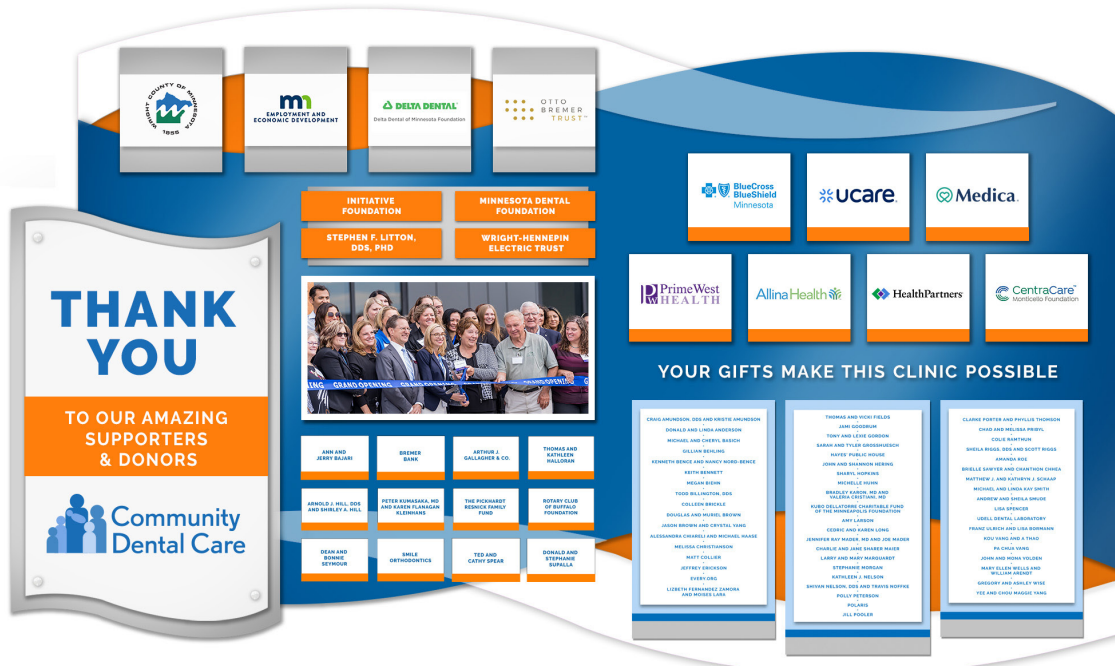 THANK
YOU
TO OUR AMAZING
SUPPORTERS
& DONORS
Community
Dental Care
WRIGHT COUNTY OF MINNESOTA
1855
mn
EMPLOYMENT AND
ECONOMIC DEVELOPMENT
DELTA DENTAL
Delta Dental of Minnesota Foundation
OTTO
BREMER
TRUST
INITIATIVE
FOUNDATION
MINNESOTA DENTAL
FOUNDATION
STEPHEN F. LITTON,
DDS, PHD
WRIGHT-HENNEPIN
ELECTRIC TRUST
GRAND OPENING GRAND OPENING
ANN AND
JERRY BAJARI
BREMER
BANK
ARTHUR J.
GALLAGHER & CO.
THOMAS AND
KATHLEEN
HALLORAN
ARNOLD J. HILL, DDS
AND SHIRLEY A. HILL
PETER KUMASAKA, MD
AND KAREN FLANAGAN
KLEINHANS
THE PICKHARDT
RESNICK FAMILY
FUND
ROTARY CLUB
OF BUFFALO
FOUNDATION
DEAN AND
BONNIE
SEYMOUR
SMILE
ORTHODONTICS
TED AND
CATHY SPEAR
DONALD AND
STEPHANIE
SUPALLA
BlueCross
BlueShield
Minnesota
ucare.
Medica.
PrimeWest
HEALTH
Allina Health
HealthPartners
CentraCare
Monticello Foundation
YOUR GIFTS MAKE THIS CLINIC POSSIBLE
CRAIG AMUNDSON, DDS AND KRISTIE AMUNDSON
DONALD AND LINDA ANDERSON
MICHAEL AND CHERYL BASICH
GILLIAN BEHLING
KENNETH BENCE AND NANCY NORD-BENCE
KEITH BENNETT
MEGAN BIEHN
TODD BILLINGTON, DDS
COLLEEN BRICKLE
DOUGLAS AND MURIEL BROWN
JASON BROWN AND CRYSTAL YANG
ALESSANDRA CHIARELI AND MICHAEL HAASE
MELISSA CHRISTIANSON
MATT COLLIER
JEFFREY ERICKSON
EVERY.ORG
LIZBETH FERNANDEZ ZAMORA
AND MOISES LARA
THOMAS AND VICKI FIELDS
JAMI GOODRUM
TONY AND LEXIE GORDON
SARAH AND TYLER GROSSHUESCH
HAYES' PUBLIC HOUSE
JOHN AND SHANNON HERING
SHARYL HOPKINS
MICHELLE HUHN
BRADLEY KARON, MD AND
VALERIA CRISTIANI, MD
KUBO DELLATORRE CHARITABLE FUND
OF THE MINNEAPOLIS FOUNDATION
AMY LARSON
CEDRIC AND KAREN LONG
JENNIFER RAY MADER, MD AND JOE MADER
CHARLIE AND JANE SHABER MAIER
LARRY AND MARY MARQUARDT
STEPHANIE MORGAN
KATHLEEN J. NELSON
SHIVAN NELSON, DDS AND TRAVIS HOFFKE
POLLY PETERSON
POLARIS
JILL POOLER
CLARKE PORTER AND PHYLLIS THOMSON
CHAD AND MELISSA PRIBYL
COLIE RAMTHUN
SHEILA RIGGS, DDS AND SCOTT RIGGS
AMANDA ROE
BRIELLE SAWYER AND CHANTHON CHHEA
MATTHEW J. AND KATHRYN J. SCHAAP
MICHAEL AND LINDA KAY SMITH
ANDREW AND SHEILA SMUDE
LISA SPENCER
UDELL DENTAL LABORATORY
FRANZ ULRICH AND LISA BORMANN
KOU VANG AND A THAO
PA CHUA VANG
JOHN AND MONA VOLDEN
MARY ELLEN WELLS AND
WILLIAM ARENDT
GREGORY AND ASHLEY WISE
YEE AND CHOU MAGGIE YANG